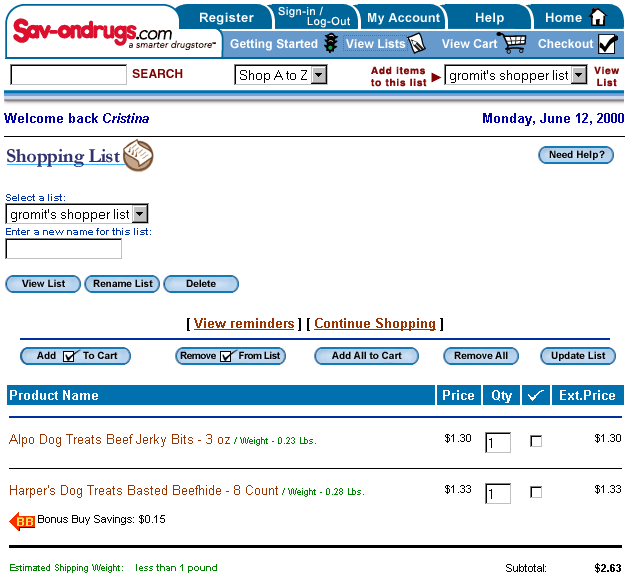 Sav-ondrugs.com
a smarter drugstore™
Register
Sign-in / Log-Out
My Account
Help
Home
Getting Started
View Lists
View Cart
Checkout
SEARCH
Shop A to Z
Add items to this list
gromit's shopper list
View List
Welcome back Cristina
Monday, June 12, 2000
Shopping List
Need Help?
Select a list:
gromit's shopper list
Enter a new name for this list:
View List Rename List Delete
[ View reminders ] [ Continue Shopping ]
Add To Cart Remove From List Add All to Cart Remove All Update List
Product Name Price Qty Ext.Price
Alpo Dog Treats Beef Jerky Bits - 3 oz / Weight - 0.23 Lbs. $1.30 1 $1.30
Harper's Dog Treats Basted Beefhide - 8 Count / Weight - 0.28 Lbs. $1.33 1 $1.33
BB Bonus Buy Savings: $0.15
Estimated Shipping Weight: less than 1 pound Subtotal: $2.63